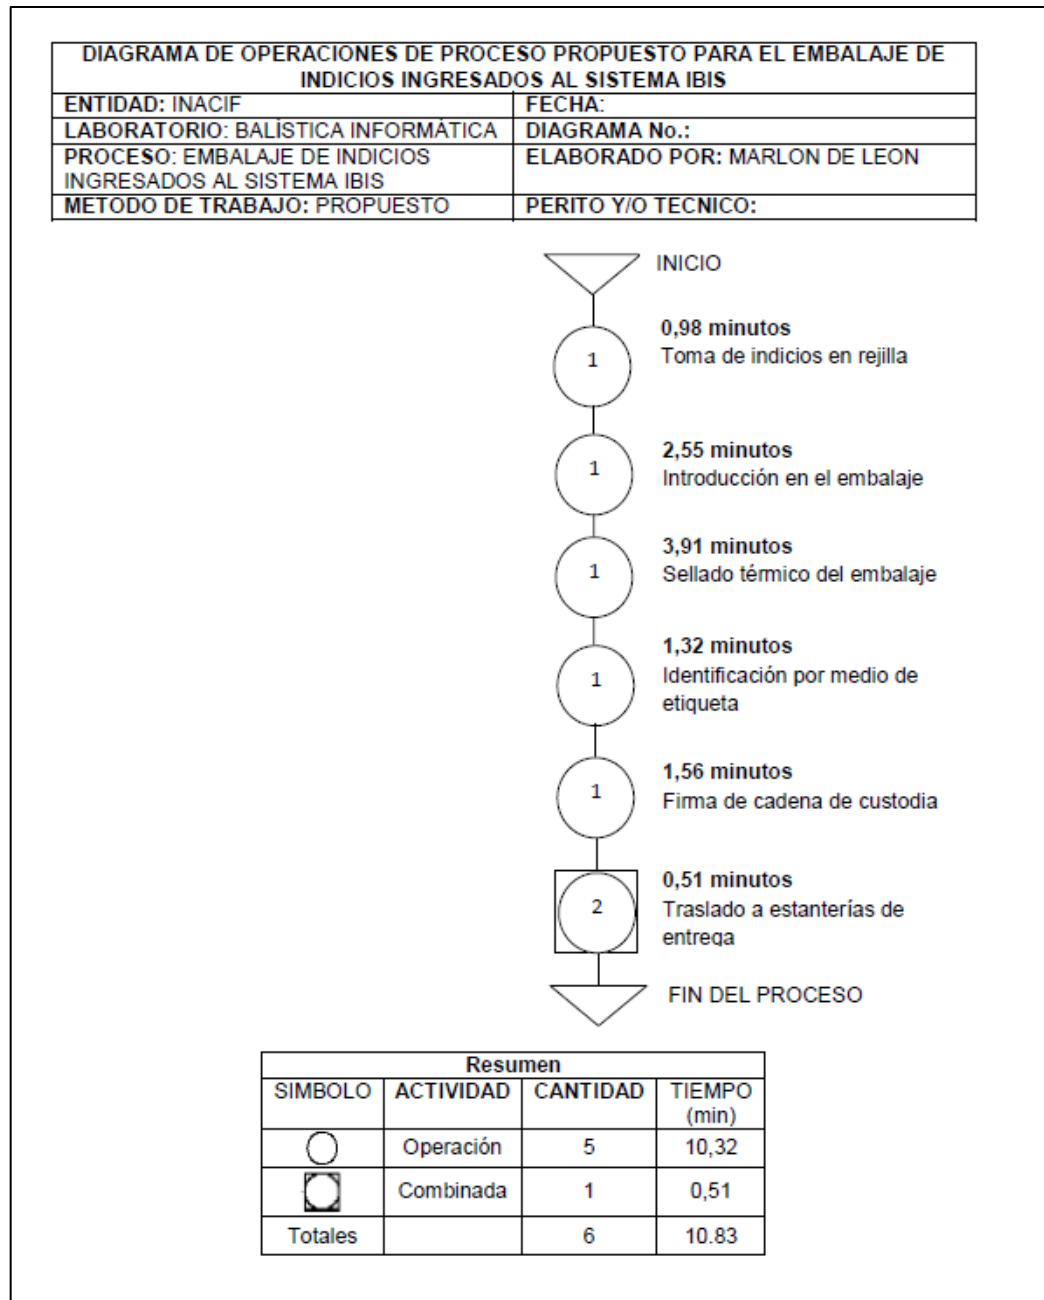 DIAGRAMA DE OPERACIONES DE PROCESO PROPUESTO PARA EL EMBALAJE DE
INDICIOS INGRESADOS AL SISTEMA IBIS
ENTIDAD: INACIF FECHA:
LABORATORIO: BALÍSTICA INFORMÁTICA DIAGRAMA No.:
PROCESO: EMBALAJE DE INDICIOS ELABORADO POR: MARLON DE LEON
INGRESADOS AL SISTEMA IBIS
METODO DE TRABAJO: PROPUESTO PERITO Y/O TECNICO:
INICIO
0,98 minutos
1 Toma de indicios en rejilla
2,55 minutos
1 Introducción en el embalaje
3,91 minutos
1 Sellado térmico del embalaje
1,32 minutos
1 Identificación por medio de
etiqueta
1,56 minutos
1 Firma de cadena de custodia
0,51 minutos
2 Traslado a estanterías de
entrega
FIN DEL PROCESO
Resumen
SIMBOLO ACTIVIDAD CANTIDAD TIEMPO
(min)
Operación 5 10,32
Combinada 1 0,51
Totales 6 10.83